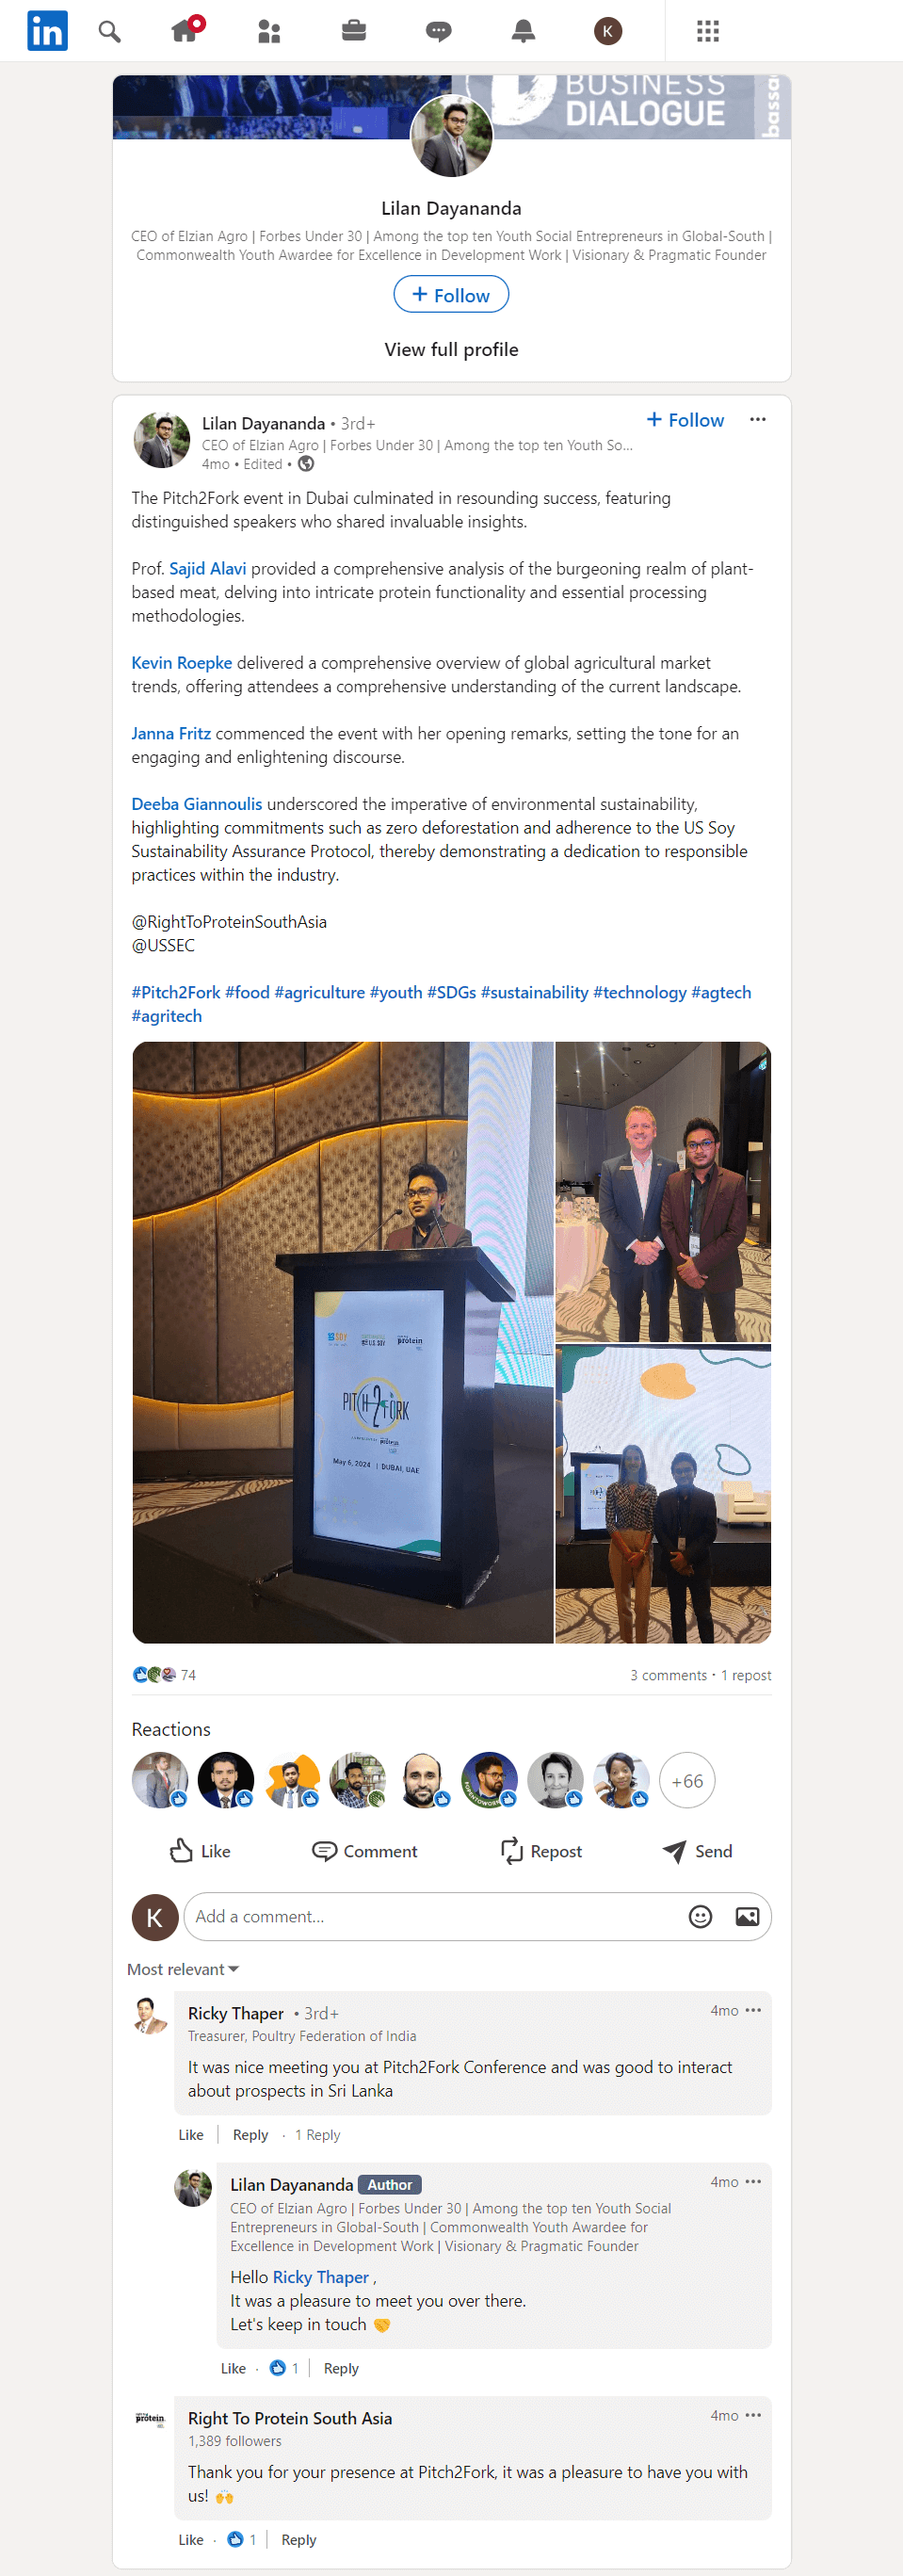 in
K
BUSINESS
DIALOGUE
bassa
Lilan Dayananda
CEO of Elzian Agro | Forbes Under 30 | Among the top ten Youth Social Entrepreneurs in Global-South |
Commonwealth Youth Awardee for Excellence in Development Work | Visionary & Pragmatic Founder
+ Follow
View full profile
Lilan Dayananda • 3rd+
+ Follow
CEO of Elzian Agro | Forbes Under 30 | Among the top ten Youth So...
4mo • Edited •
The Pitch2Fork event in Dubai culminated in resounding success, featuring
distinguished speakers who shared invaluable insights.
Prof. Sajid Alavi provided a comprehensive analysis of the burgeoning realm of plant-
based meat, delving into intricate protein functionality and essential processing
methodologies.
Kevin Roepke delivered a comprehensive overview of global agricultural market
trends, offering attendees a comprehensive understanding of the current landscape.
Janna Fritz commenced the event with her opening remarks, setting the tone for an
engaging and enlightening discourse.
Deeba Giannoulis underscored the imperative of environmental sustainability,
highlighting commitments such as zero deforestation and adherence to the US Soy
Sustainability Assurance Protocol, thereby demonstrating a dedication to responsible
practices within the industry.
@RightToProteinSouthAsia
@USSEC
#Pitch2Fork #food #agriculture #youth #SDGs #sustainability #technology #agtech
#agritech
SOY
U.S. SOY
protein
PITCH2FORK
protein
May 6, 2024 | DUBAI, UAE
74
3 comments • 1 repost
Reactions
#OPENTOWORK
+66
Like
Comment
Repost
Send
K
Add a comment...
Most relevant
Ricky Thaper • 3rd+
4mo
Treasurer, Poultry Federation of India
It was nice meeting you at Pitch2Fork Conference and was good to interact
about prospects in Sri Lanka
Like | Reply · 1 Reply
Lilan Dayananda Author
4mo
CEO of Elzian Agro | Forbes Under 30 | Among the top ten Youth Social
Entrepreneurs in Global-South | Commonwealth Youth Awardee for
Excellence in Development Work | Visionary & Pragmatic Founder
Hello Ricky Thaper ,
It was a pleasure to meet you over there.
Let's keep in touch 🤝
Like · 1 | Reply
protein
Right To Protein South Asia
4mo
1,389 followers
Thank you for your presence at Pitch2Fork, it was a pleasure to have you with
us! 🙌
Like · 1 | Reply